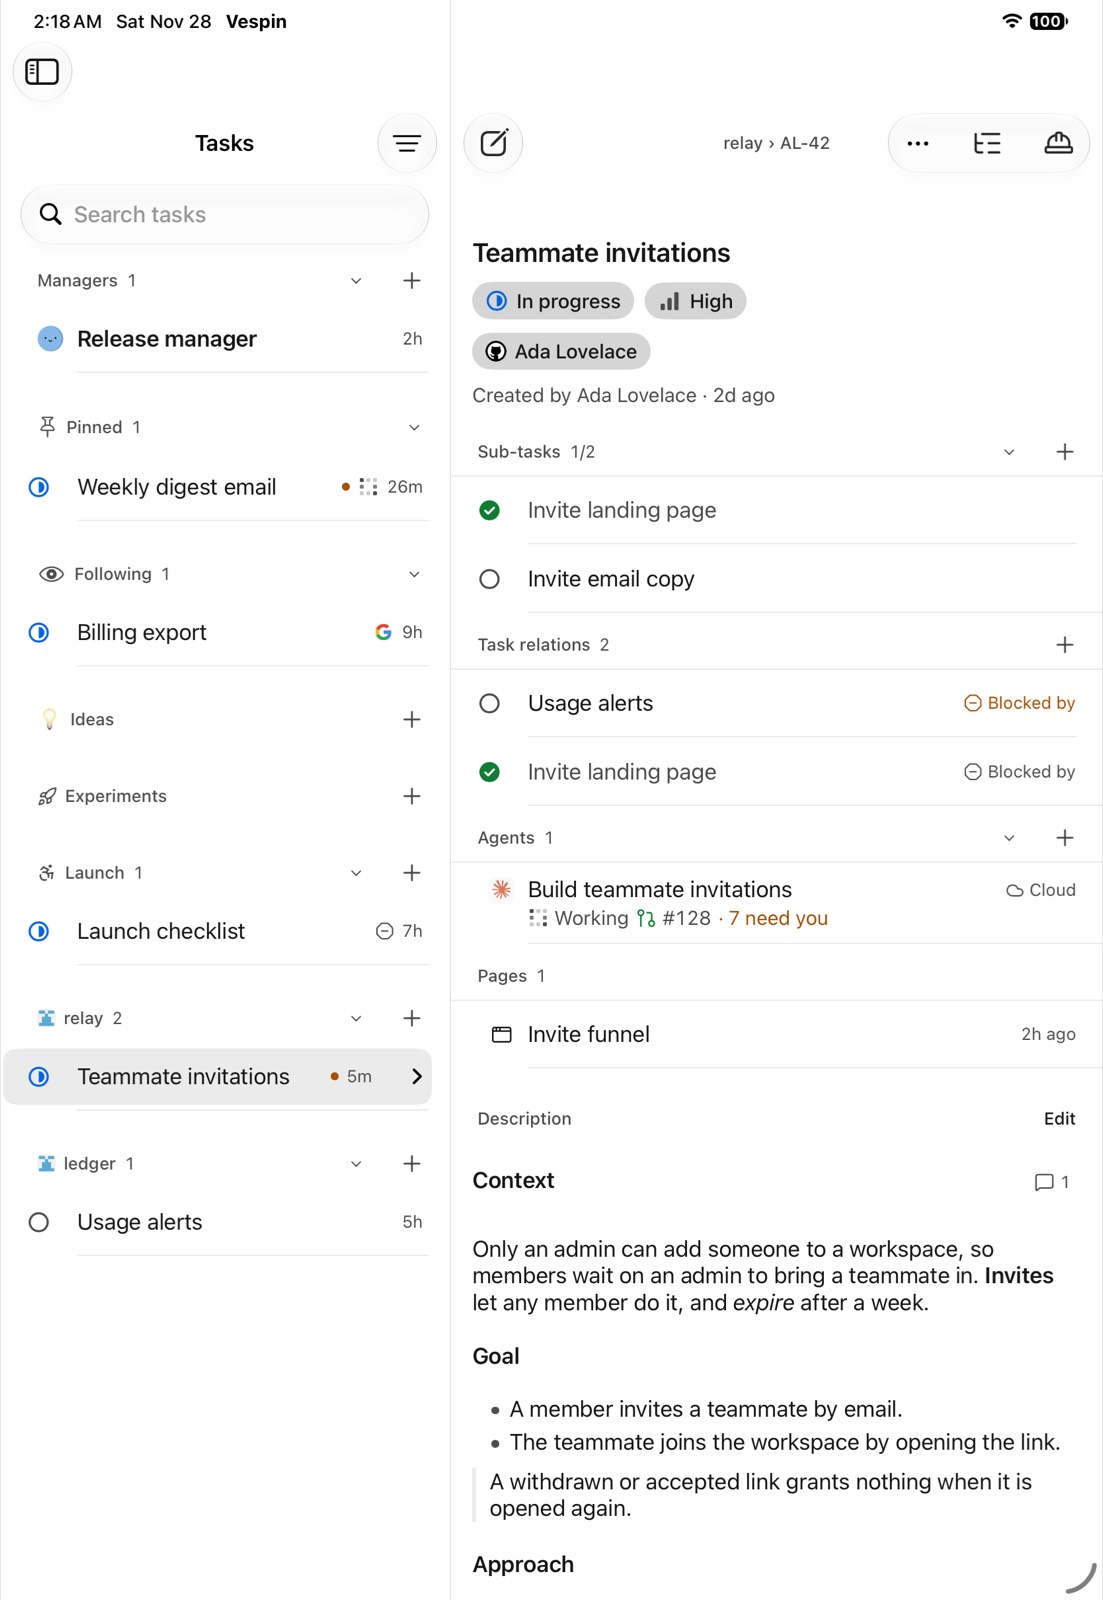 2:18 AM Sat Nov 28 Vespin
100
Tasks
Search tasks
Managers 1
Release manager 2h
Pinned 1
Weekly digest email 26m
Following 1
Billing export 9h
Ideas
Experiments
Launch 1
Launch checklist 7h
relay 2
Teammate invitations 5m
ledger 1
Usage alerts 5h
relay › AL-42
Teammate invitations
In progress High
Ada Lovelace
Created by Ada Lovelace · 2d ago
Sub-tasks 1/2
Invite landing page
Invite email copy
Task relations 2
Usage alerts Blocked by
Invite landing page Blocked by
Agents 1
Build teammate invitations Cloud
Working #128 · 7 need you
Pages 1
Invite funnel 2h ago
Description Edit
Context 1
Only an admin can add someone to a workspace, so
members wait on an admin to bring a teammate in. Invites
let any member do it, and expire after a week.
Goal
• A member invites a teammate by email.
• The teammate joins the workspace by opening the link.
A withdrawn or accepted link grants nothing when it is
opened again.
Approach